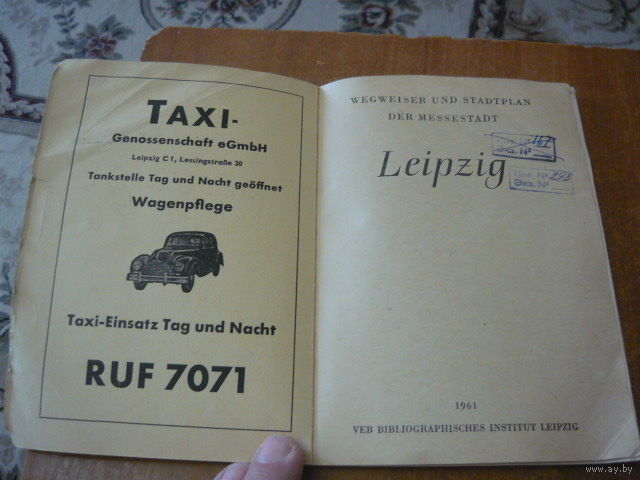 TAXI-
Genossenschaft eGmbH
Leipzig C 1, Lessingstraße 20
Tankstelle Tag und Nacht geöffnet
Wagenpflege
Taxi-Einsatz Tag und Nacht
RUF 7071
WEGWEISER UND STADTPLAN
DER MESSESTADT
Leipzig
1961
VEB BIBLIOGRAPHISCHES INSTITUT LEIPZIG
www.ay.by